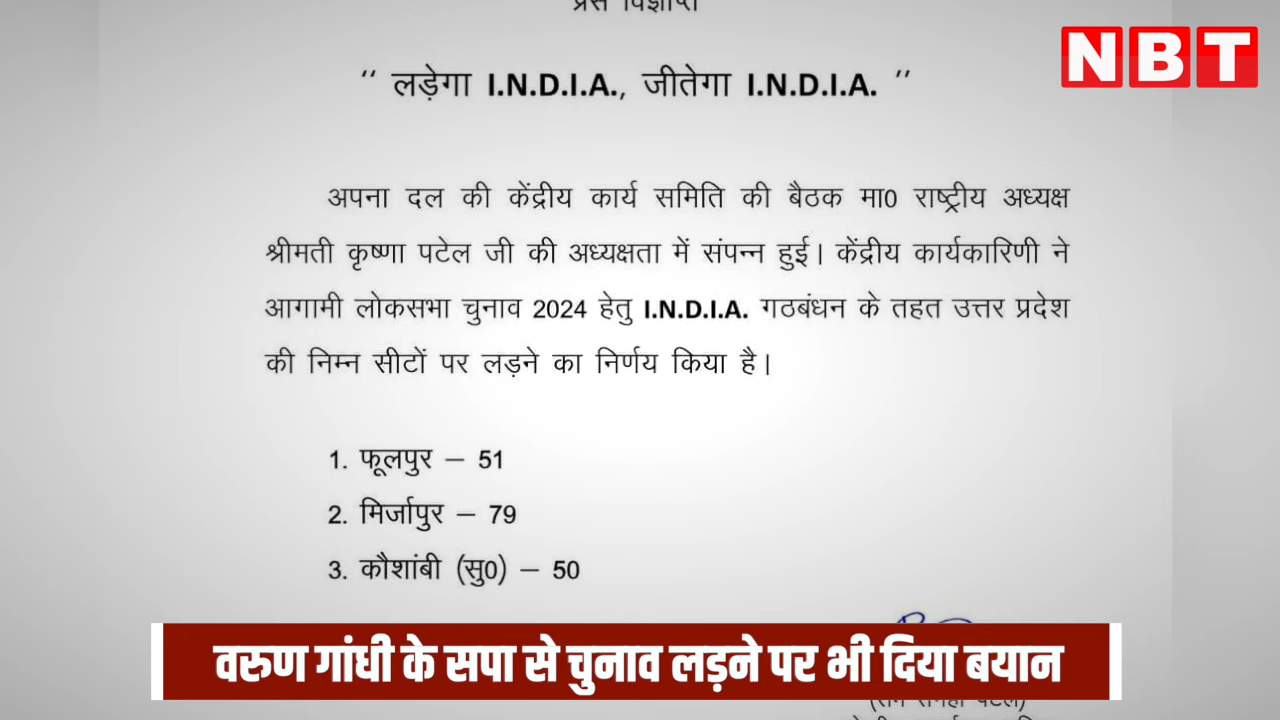 प्रेस विज्ञप्ति
NBT
“ लड़ेगा I.N.D.I.A., जीतेगा I.N.D.I.A. ”
अपना दल की केंद्रीय कार्य समिति की बैठक मा0 राष्ट्रीय अध्यक्ष
श्रीमती कृष्णा पटेल जी की अध्यक्षता में संपन्न हुई। केंद्रीय कार्यकारिणी ने
आगामी लोकसभा चुनाव 2024 हेतु I.N.D.I.A. गठबंधन के तहत उत्तर प्रदेश
की निम्न सीटों पर लड़ने का निर्णय किया है।
1. फूलपुर – 51
2. मिर्जापुर – 79
3. कौशांबी (सु0) – 50
वरुण गांधी के सपा से चुनाव लड़ने पर भी दिया बयान